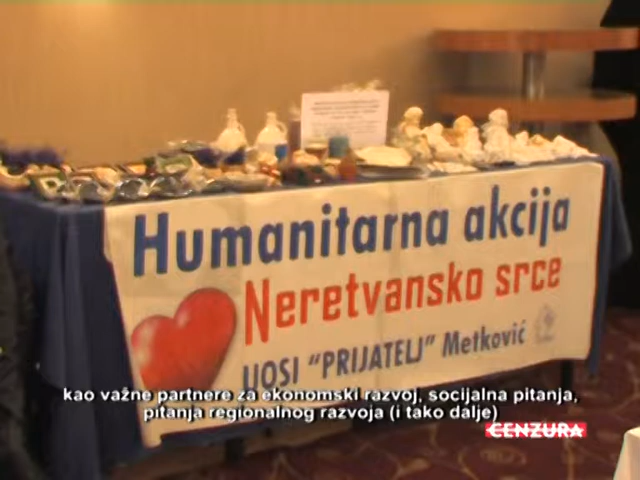 Humanitarna akcija
Neretvansko srce
UOSI "PRIJATELJ" Metković
kao važne partnere za ekonomski razvoj, socijalna pitanja,
pitanja regionalnog razvoja (i tako dalje)
CENZURA